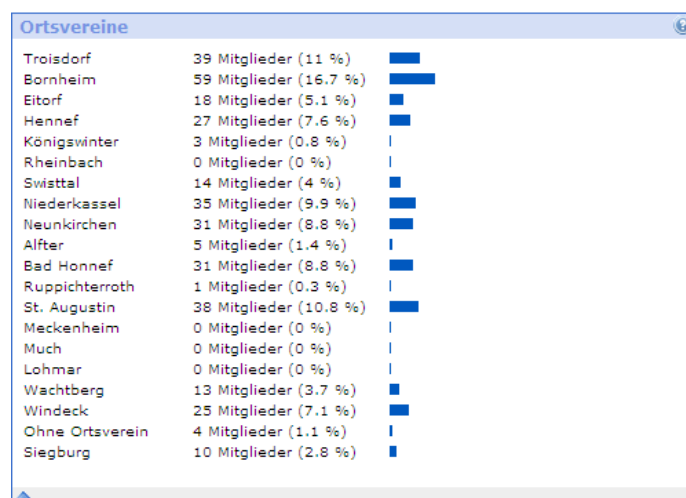 Ortsvereine
Troisdorf 39 Mitglieder (11 %)
Bornheim 59 Mitglieder (16.7 %)
Eitorf 18 Mitglieder (5.1 %)
Hennef 27 Mitglieder (7.6 %)
Königswinter 3 Mitglieder (0.8 %)
Rheinbach 0 Mitglieder (0 %)
Swisttal 14 Mitglieder (4 %)
Niederkassel 35 Mitglieder (9.9 %)
Neunkirchen 31 Mitglieder (8.8 %)
Alfter 5 Mitglieder (1.4 %)
Bad Honnef 31 Mitglieder (8.8 %)
Ruppichterroth 1 Mitglieder (0.3 %)
St. Augustin 38 Mitglieder (10.8 %)
Meckenheim 0 Mitglieder (0 %)
Much 0 Mitglieder (0 %)
Lohmar 0 Mitglieder (0 %)
Wachtberg 13 Mitglieder (3.7 %)
Windeck 25 Mitglieder (7.1 %)
Ohne Ortsverein 4 Mitglieder (1.1 %)
Siegburg 10 Mitglieder (2.8 %)